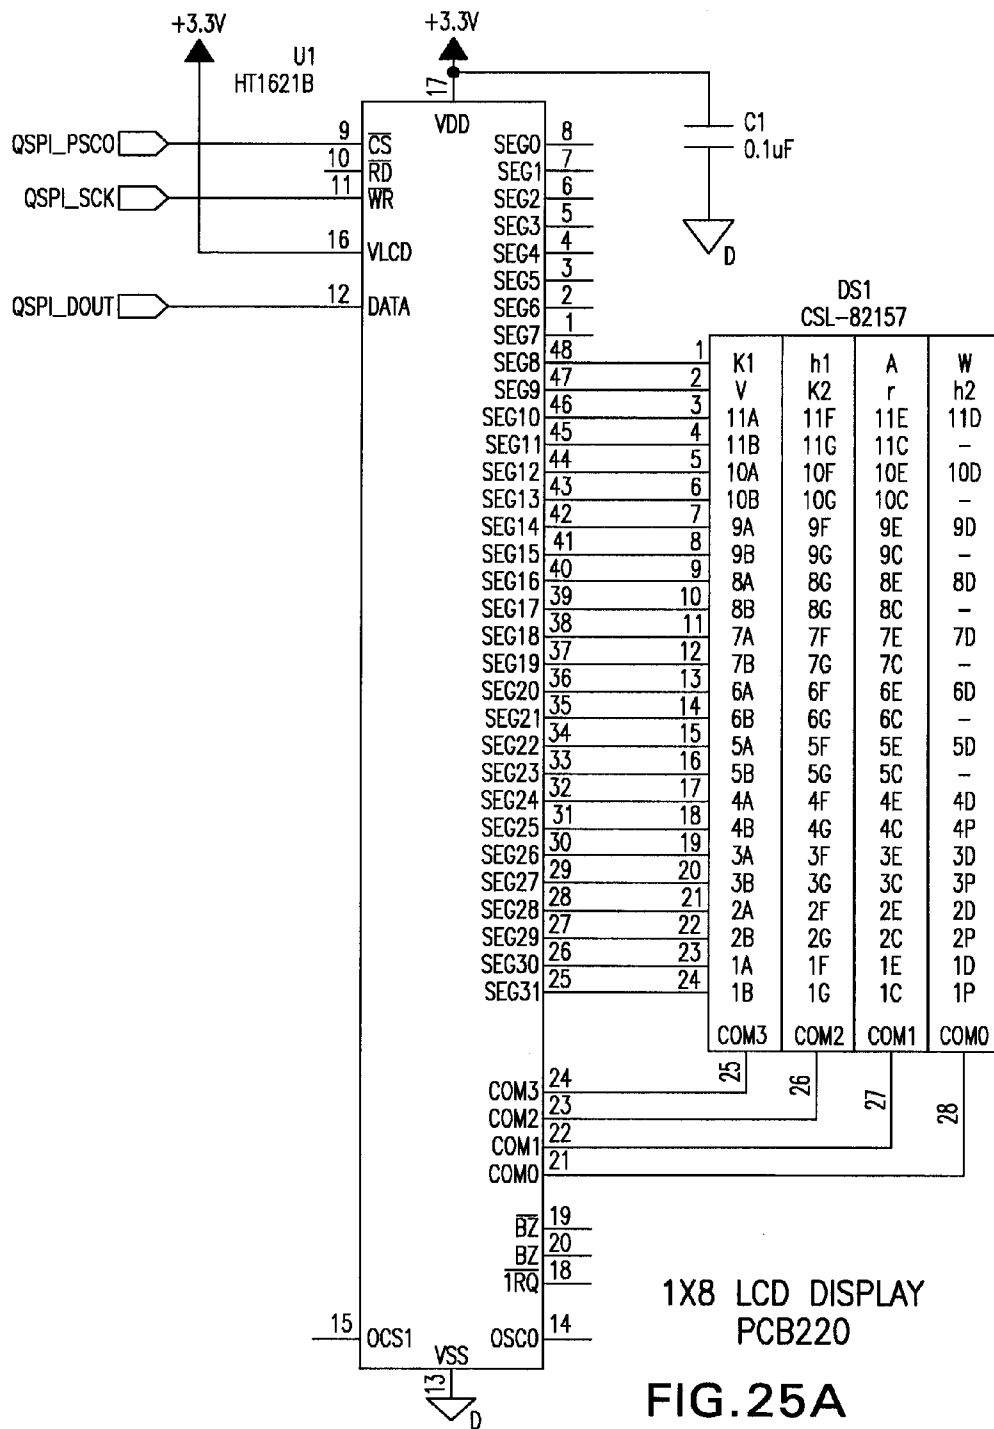 +3.3V
+3.3V
U1
HT1621B
17
VDD
C1
0.1uF
D
QSPI_PSC0 9 CS
10 RD
QSPI_SCK 11 WR
16 VLCD
QSPI_DOUT 12 DATA
SEG0 8
SEG1 7
SEG2 6
SEG3 5
SEG4 4
SEG5 3
SEG6 2
SEG7 1
DS1
CSL-82157
SEG8 48 1 K1 h1 A W
SEG9 47 2 V K2 r h2
SEG10 46 3 11A 11F 11E 11D
SEG11 45 4 11B 11G 11C -
SEG12 44 5 10A 10F 10E 10D
SEG13 43 6 10B 10G 10C -
SEG14 42 7 9A 9F 9E 9D
SEG15 41 8 9B 9G 9C -
SEG16 40 9 8A 8G 8E 8D
SEG17 39 10 8B 8G 8C -
SEG18 38 11 7A 7F 7E 7D
SEG19 37 12 7B 7G 7C -
SEG20 36 13 6A 6F 6E 6D
SEG21 35 14 6B 6G 6C -
SEG22 34 15 5A 5F 5E 5D
SEG23 33 16 5B 5G 5C -
SEG24 32 17 4A 4F 4E 4D
SEG25 31 18 4B 4G 4C 4P
SEG26 30 19 3A 3F 3E 3D
SEG27 29 20 3B 3G 3C 3P
SEG28 28 21 2A 2F 2E 2D
SEG29 27 22 2B 2G 2C 2P
SEG30 26 23 1A 1F 1E 1D
SEG31 25 24 1B 1G 1C 1P
COM3 COM2 COM1 COM0
25 26 27 28
COM3 24
COM2 23
COM1 22
COM0 21
BZ 19
BZ 20
1RQ 18
15 OCS1
OSCO 14
VSS
13
D
1X8 LCD DISPLAY
PCB220
FIG.25A